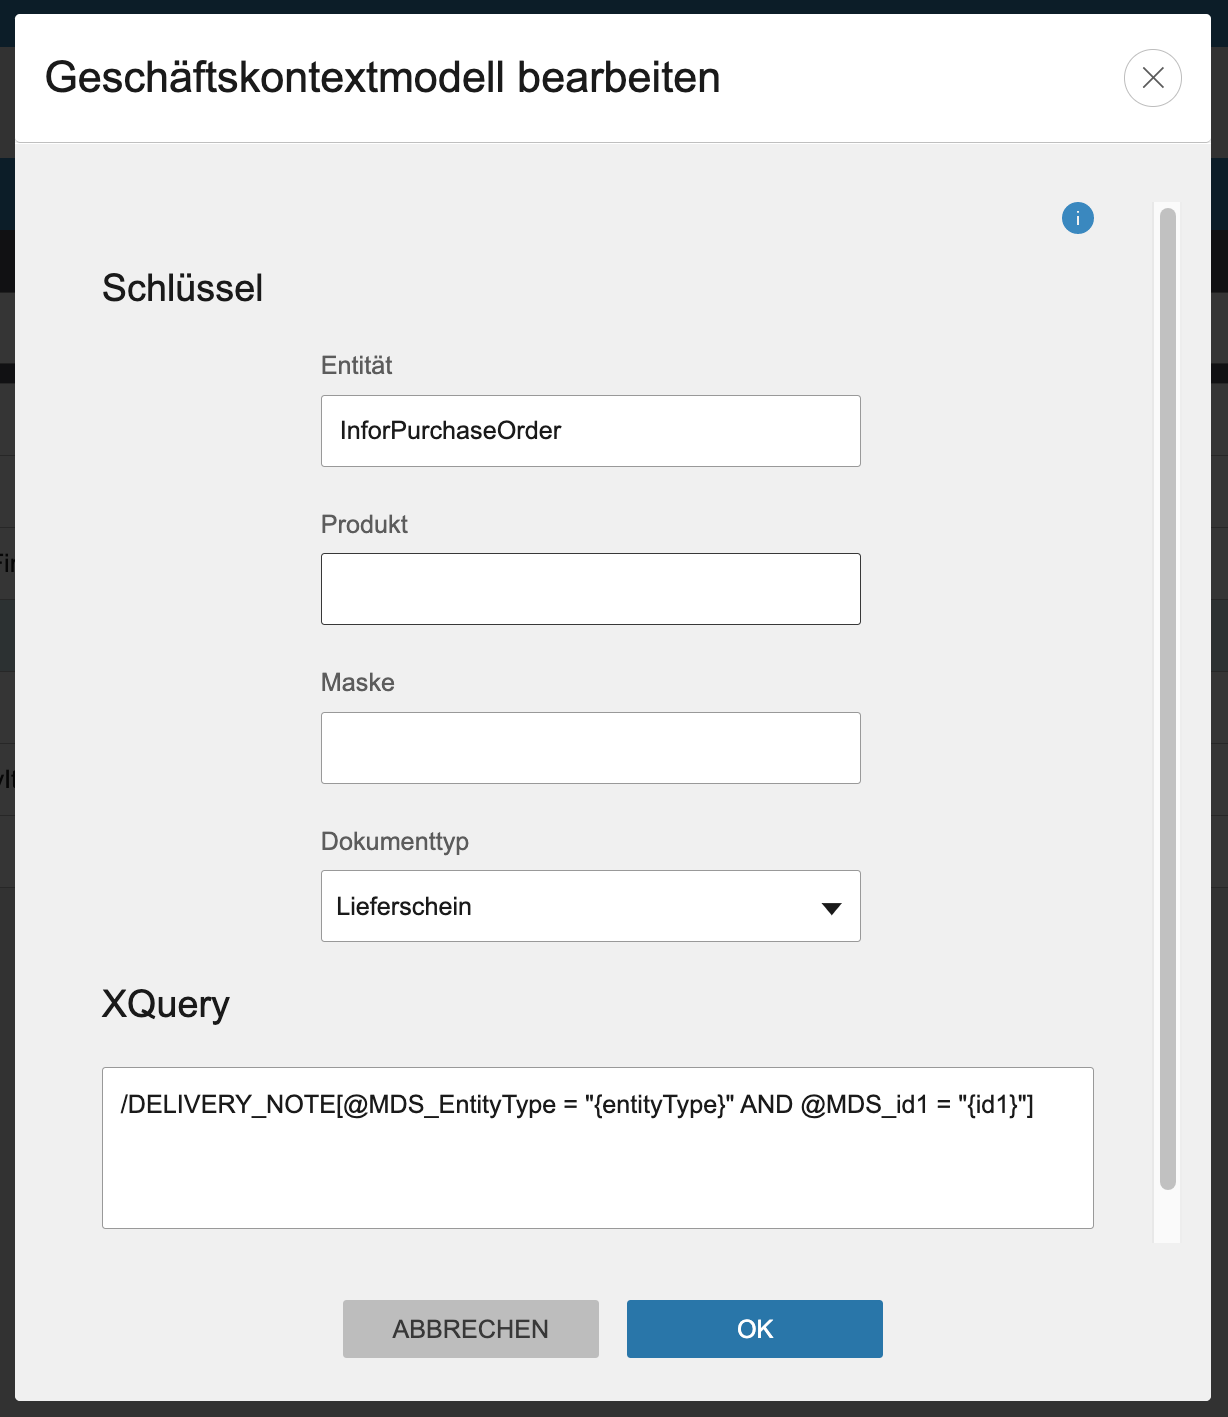 Geschäftskontextmodell bearbeiten
i
Schlüssel
Entität
InforPurchaseOrder
Produkt
Maske
Dokumenttyp
Lieferschein
XQuery
/DELIVERY_NOTE[@MDS_EntityType = "{entityType}" AND @MDS_id1 = "{id1}"]
ABBRECHEN
OK